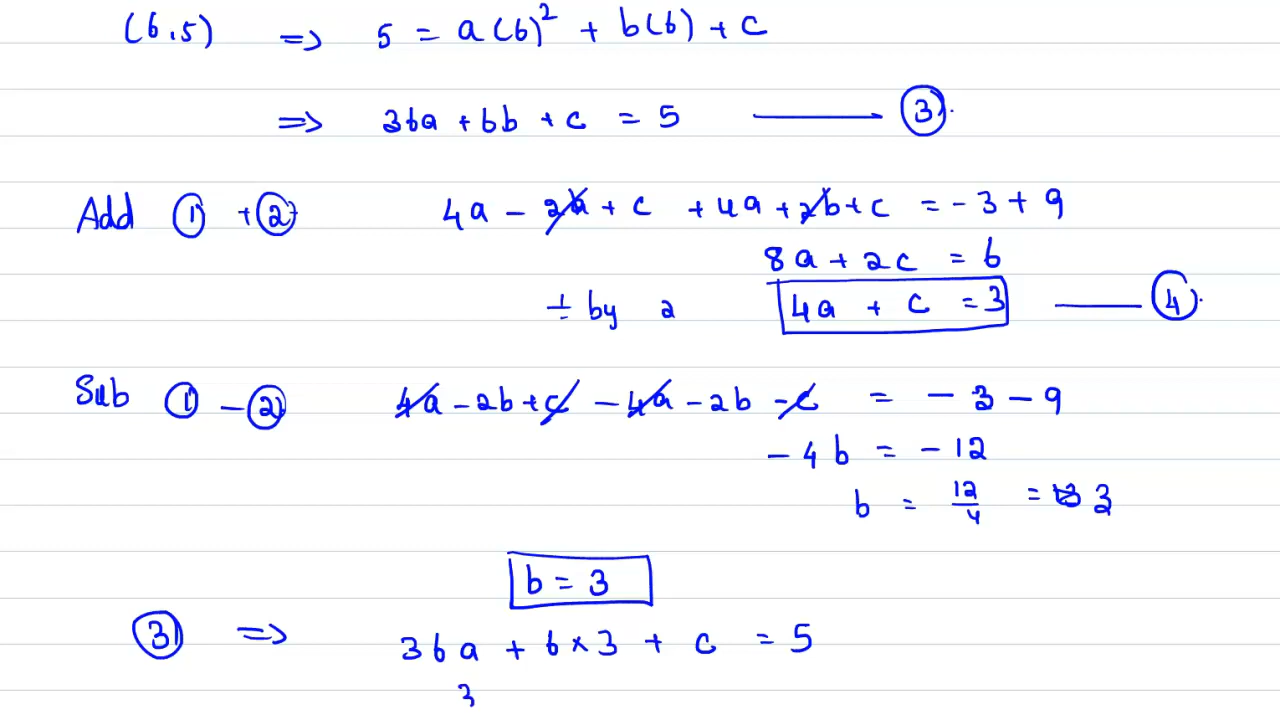 (6,5) => 5 = a(6)² + b(6) + c
=> 36a + 6b + c = 5 ——— ③
Add ① + ② 4a - 2b + c + 4a + 2b + c = -3 + 9
8a + 2c = 6
÷ by 2 4a + c = 3 ——— ④
Sub ① - ② 4a - 2b + c - 4a - 2b - c = -3 - 9
-4b = -12
b = 12/4 = 3
b = 3
③ => 36a + 6×3 + c = 5
3